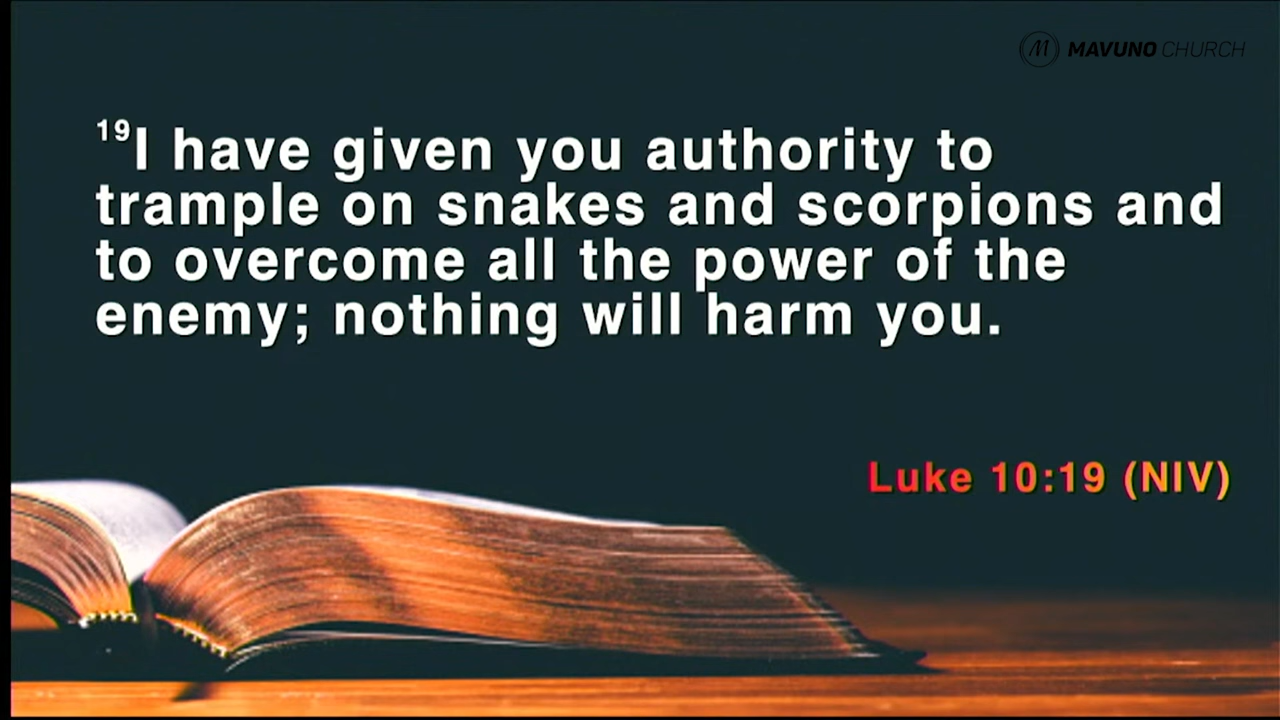 MAVUNO CHURCH
19I have given you authority to
trample on snakes and scorpions and
to overcome all the power of the
enemy; nothing will harm you.
Luke 10:19 (NIV)